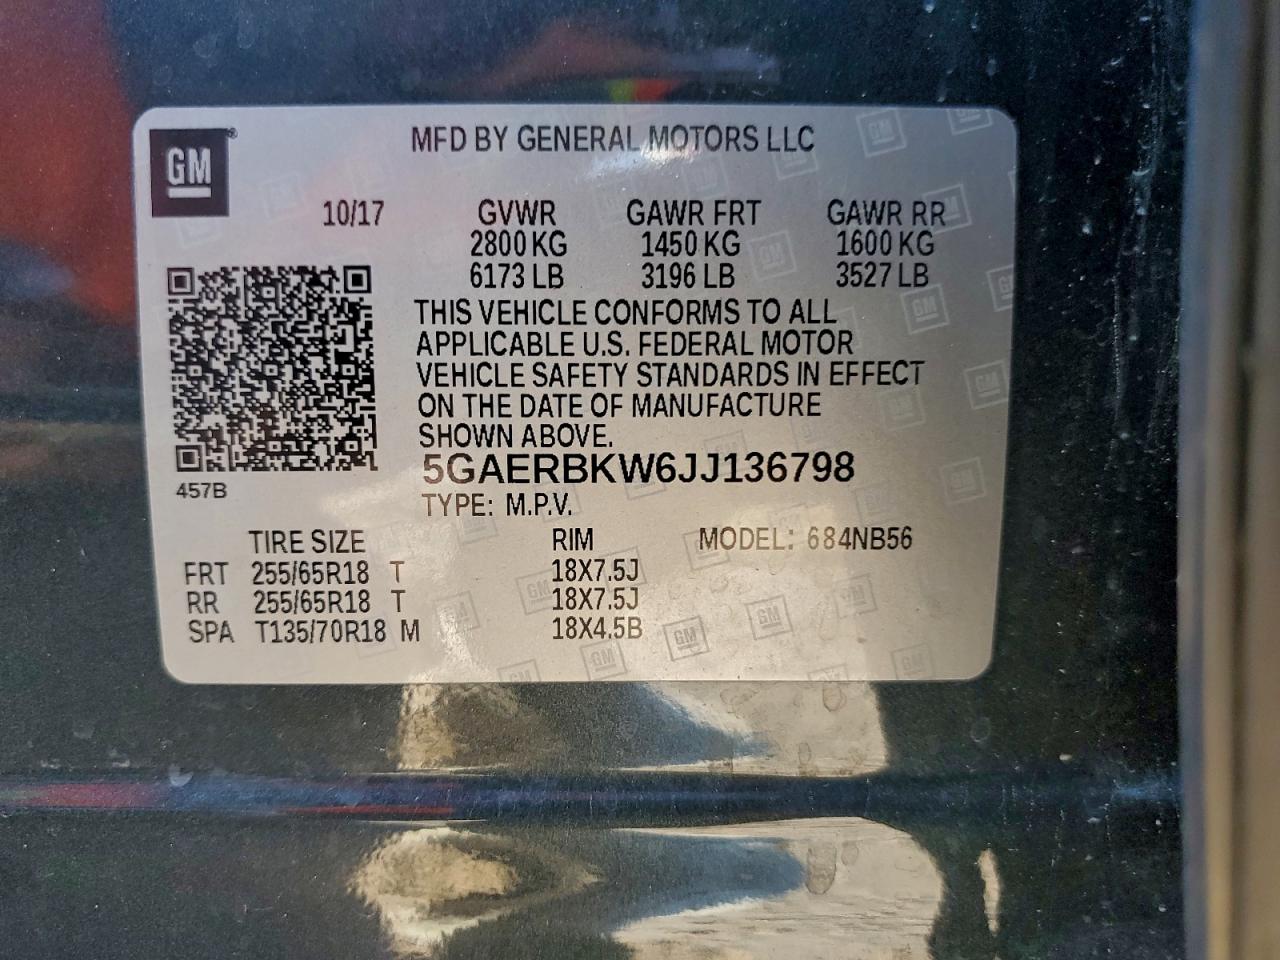 GM
MFD BY GENERAL MOTORS LLC
10/17 GVWR GAWR FRT GAWR RR
2800 KG 1450 KG 1600 KG
6173 LB 3196 LB 3527 LB
THIS VEHICLE CONFORMS TO ALL
APPLICABLE U.S. FEDERAL MOTOR
VEHICLE SAFETY STANDARDS IN EFFECT
ON THE DATE OF MANUFACTURE
SHOWN ABOVE.
5GAERBKW6JJ136798
457B
TYPE: M.P.V.
TIRE SIZE RIM MODEL: 684NB56
FRT 255/65R18 T 18X7.5J
RR 255/65R18 T 18X7.5J
SPA T135/70R18 M 18X4.5B